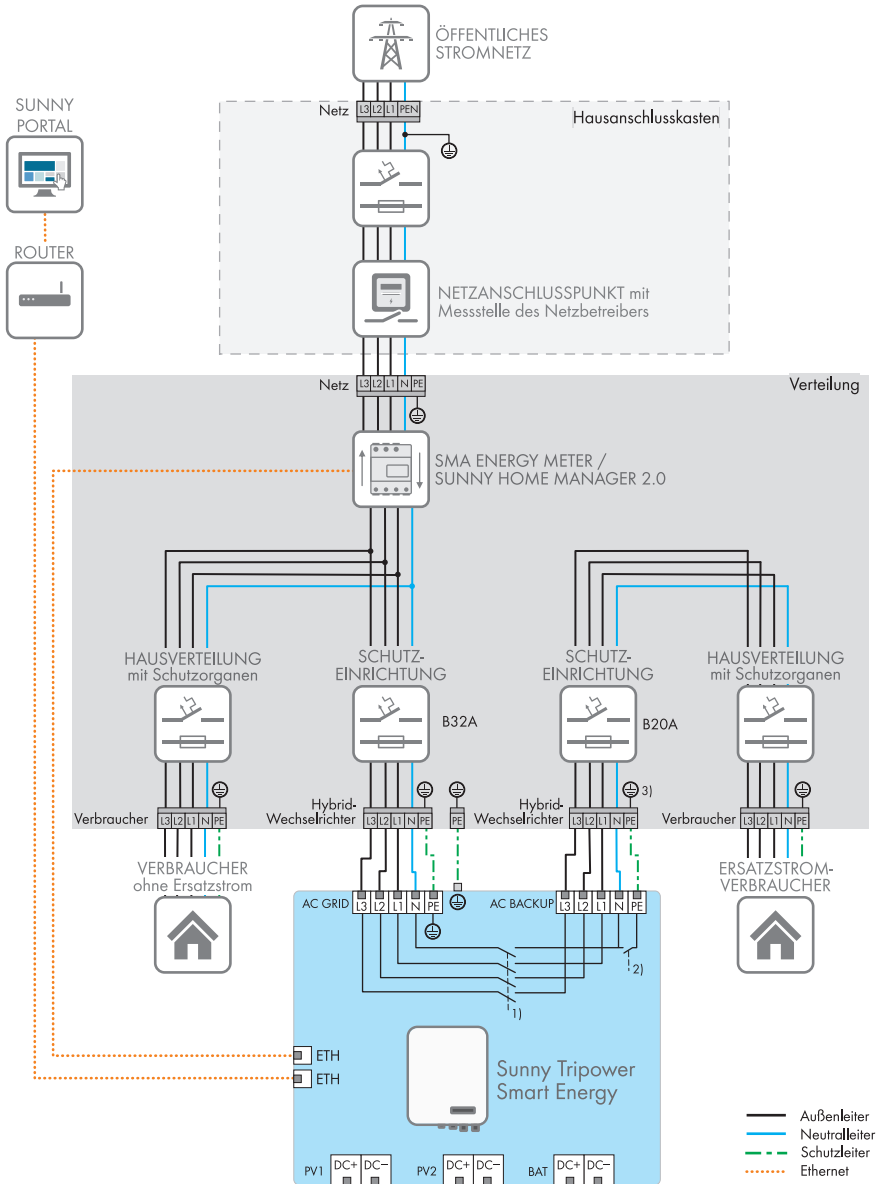 ÖFFENTLICHES
STROMNETZ
SUNNY
PORTAL
Netz L3 L2 L1 PEN
Hausanschlusskasten
ROUTER
NETZANSCHLUSSPUNKT mit
Messstelle des Netzbetreibers
Netz L3 L2 L1 N PE
Verteilung
SMA ENERGY METER /
SUNNY HOME MANAGER 2.0
HAUSVERTEILUNG
mit Schutzorganen
SCHUTZ-
EINRICHTUNG
SCHUTZ-
EINRICHTUNG
HAUSVERTEILUNG
mit Schutzorganen
B32A
B20A
3)
Verbraucher L3 L2 L1 N PE
Hybrid-
Wechselrichter L3 L2 L1 N PE
PE
Hybrid-
Wechselrichter L3 L2 L1 N PE
Verbraucher L3 L2 L1 N PE
VERBRAUCHER
ohne Ersatzstrom
ERSATZSTROM-
VERBRAUCHER
AC GRID L3 L2 L1 N PE
AC BACKUP L3 L2 L1 N PE
2)
1)
ETH
ETH
Sunny Tripower
Smart Energy
PV1 DC+ DC–
PV2 DC+ DC–
BAT DC+ DC–
Außenleiter
Neutralleiter
Schutzleiter
Ethernet